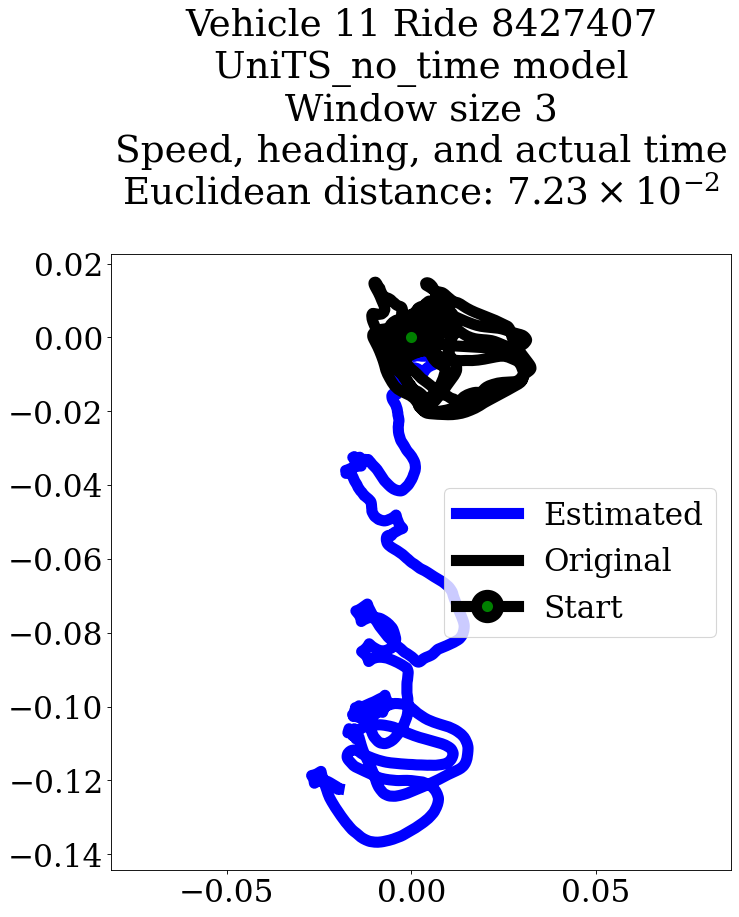 Vehicle 11 Ride 8427407
UniTS_no_time model
Window size 3
Speed, heading, and actual time
Euclidean distance: 7.23 × 10⁻²
0.02
0.00
−0.02
−0.04
−0.06
−0.08
−0.10
−0.12
−0.14
Estimated
Original
Start
−0.05
0.00
0.05